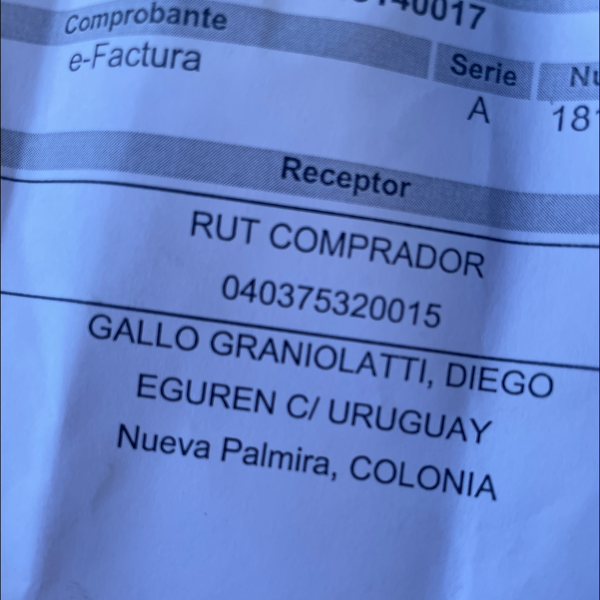 Comprobante
e-Factura
Serie
A
Receptor
RUT COMPRADOR
040375320015
GALLO GRANIOLATTI, DIEGO
EGUREN C/ URUGUAY
Nueva Palmira, COLONIA